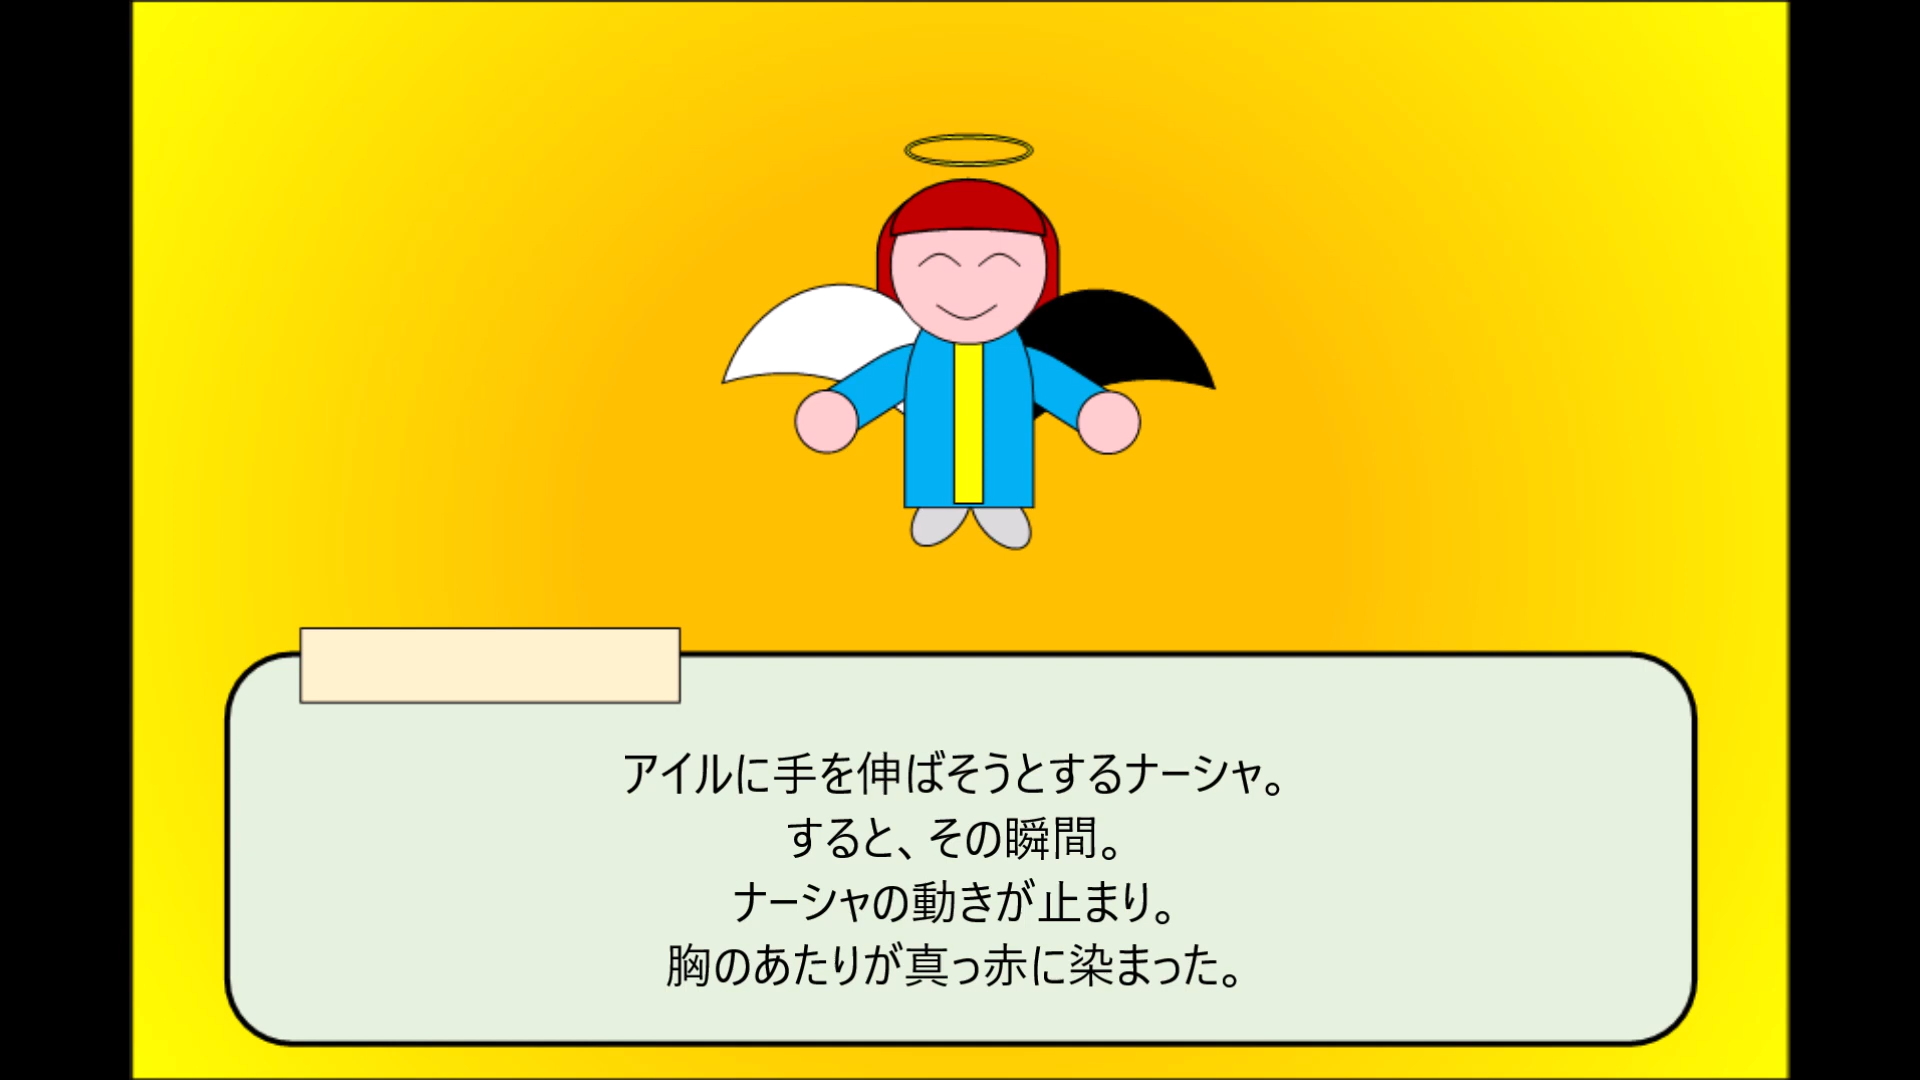 アイルに手を伸ばそうとするナーシャ。
すると、その瞬間。
ナーシャの動きが止まり。
胸のあたりが真っ赤に染まった。